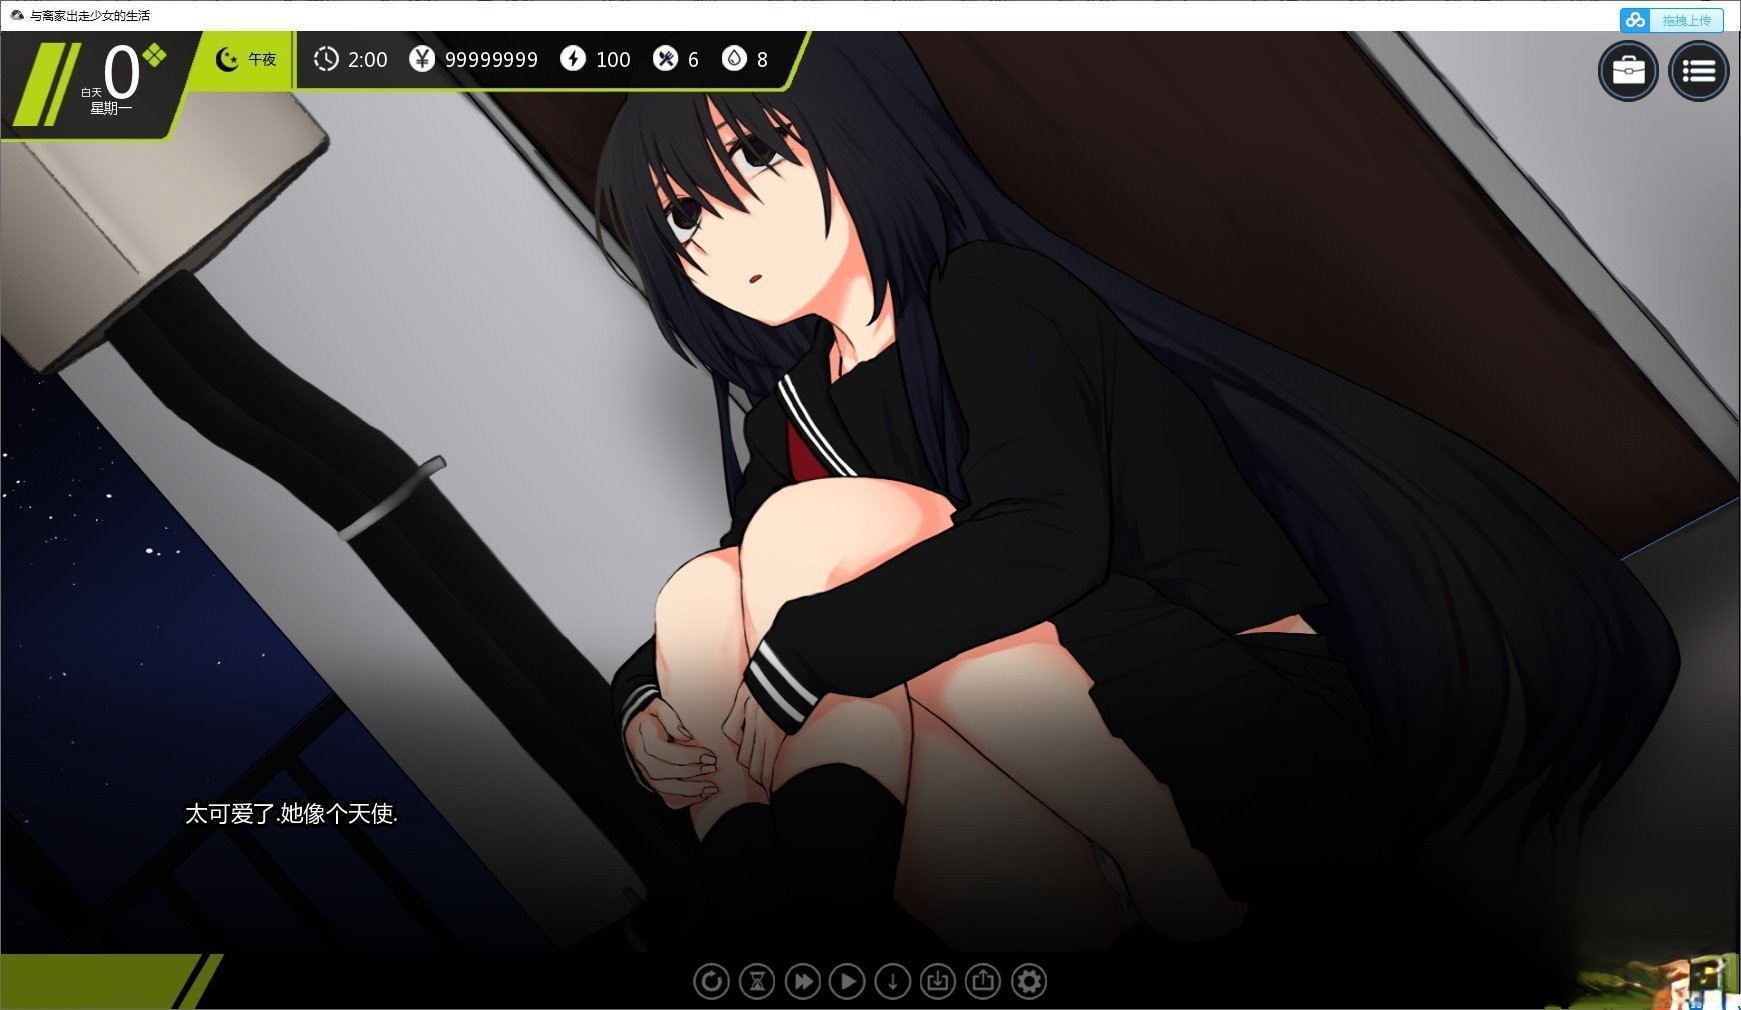 与离家出走少女的生活
拖拽上传
白天 0
星期一
午夜
2:00 99999999 100 6 8
太可爱了.她像个天使.